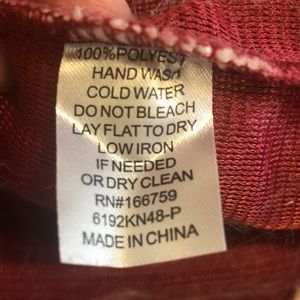 100% POLYEST
HAND WASH
COLD WATER
DO NOT BLEACH
LAY FLAT TO DRY
LOW IRON
IF NEEDED
OR DRY CLEAN
RN#166759
6192KN48-P
MADE IN CHINA